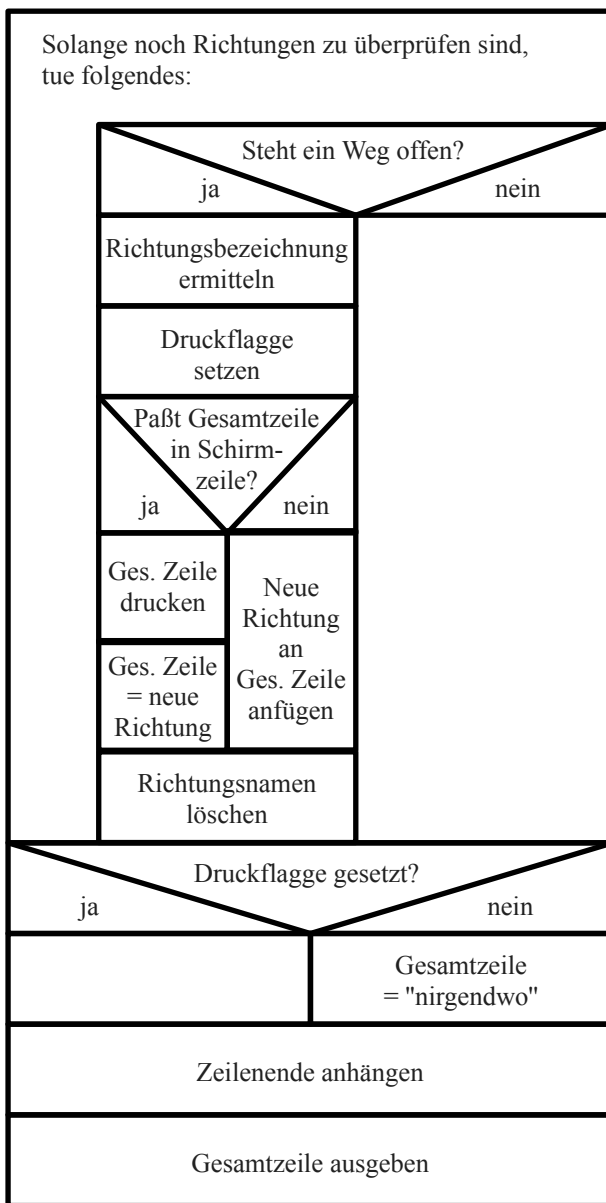 Solange noch Richtungen zu überprüfen sind,
tue folgendes:
Steht ein Weg offen?
ja
nein
Richtungsbezeichnung
ermitteln
Druckflagge
setzen
Paßt Gesamtzeile
in Schirm-
zeile?
ja
nein
Ges. Zeile
drucken
Ges. Zeile
= neue
Richtung
Neue
Richtung
an
Ges. Zeile
anfügen
Richtungsnamen
löschen
Druckflagge gesetzt?
ja
nein
Gesamtzeile
= "nirgendwo"
Zeilenende anhängen
Gesamtzeile ausgeben